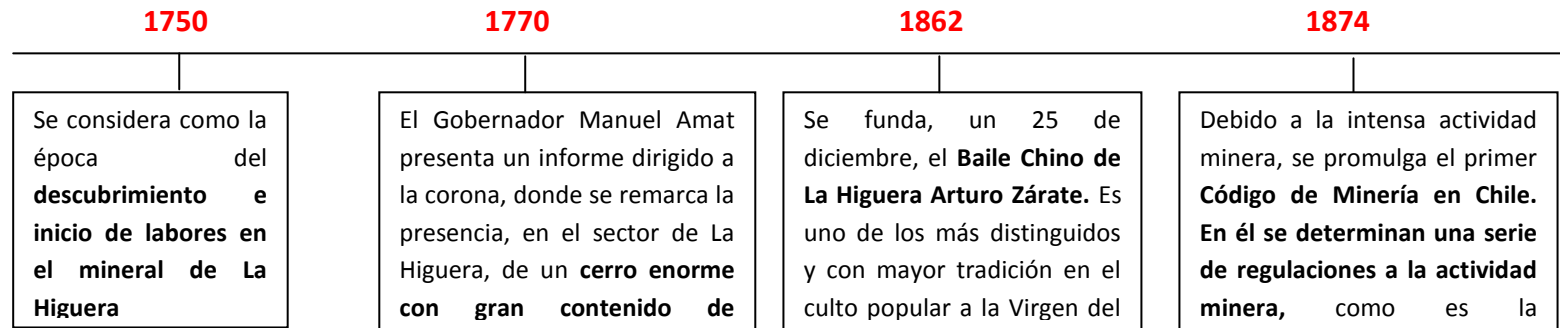 1750
1770
1862
1874
Se considera como la
época del
descubrimiento e
inicio de labores en
el mineral de La
Higuera
El Gobernador Manuel Amat
presenta un informe dirigido a
la corona, donde se remarca la
presencia, en el sector de La
Higuera, de un cerro enorme
con gran contenido de
Se funda, un 25 de
diciembre, el Baile Chino de
La Higuera Arturo Zárate. Es
uno de los más distinguidos
y con mayor tradición en el
culto popular a la Virgen del
Debido a la intensa actividad
minera, se promulga el primer
Código de Minería en Chile.
En él se determinan una serie
de regulaciones a la actividad
minera, como es la